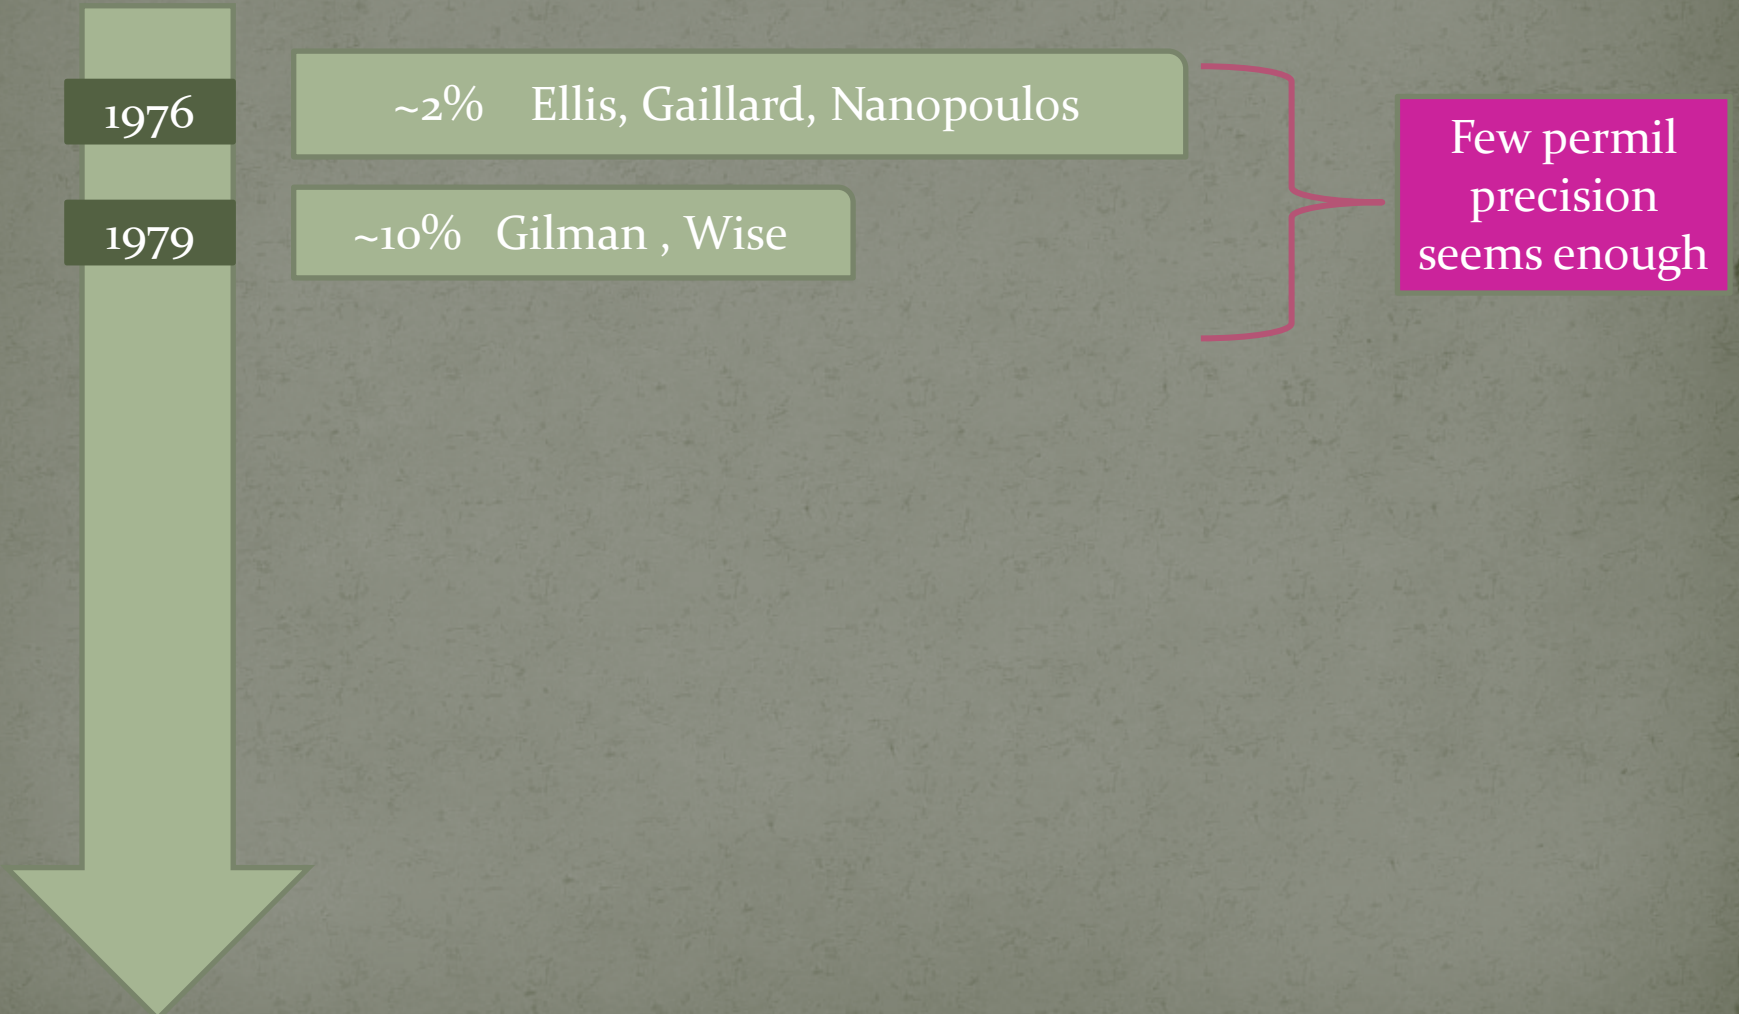 1976
~2% Ellis, Gaillard, Nanopoulos
1979
~10% Gilman , Wise
Few permil
precision
seems enough